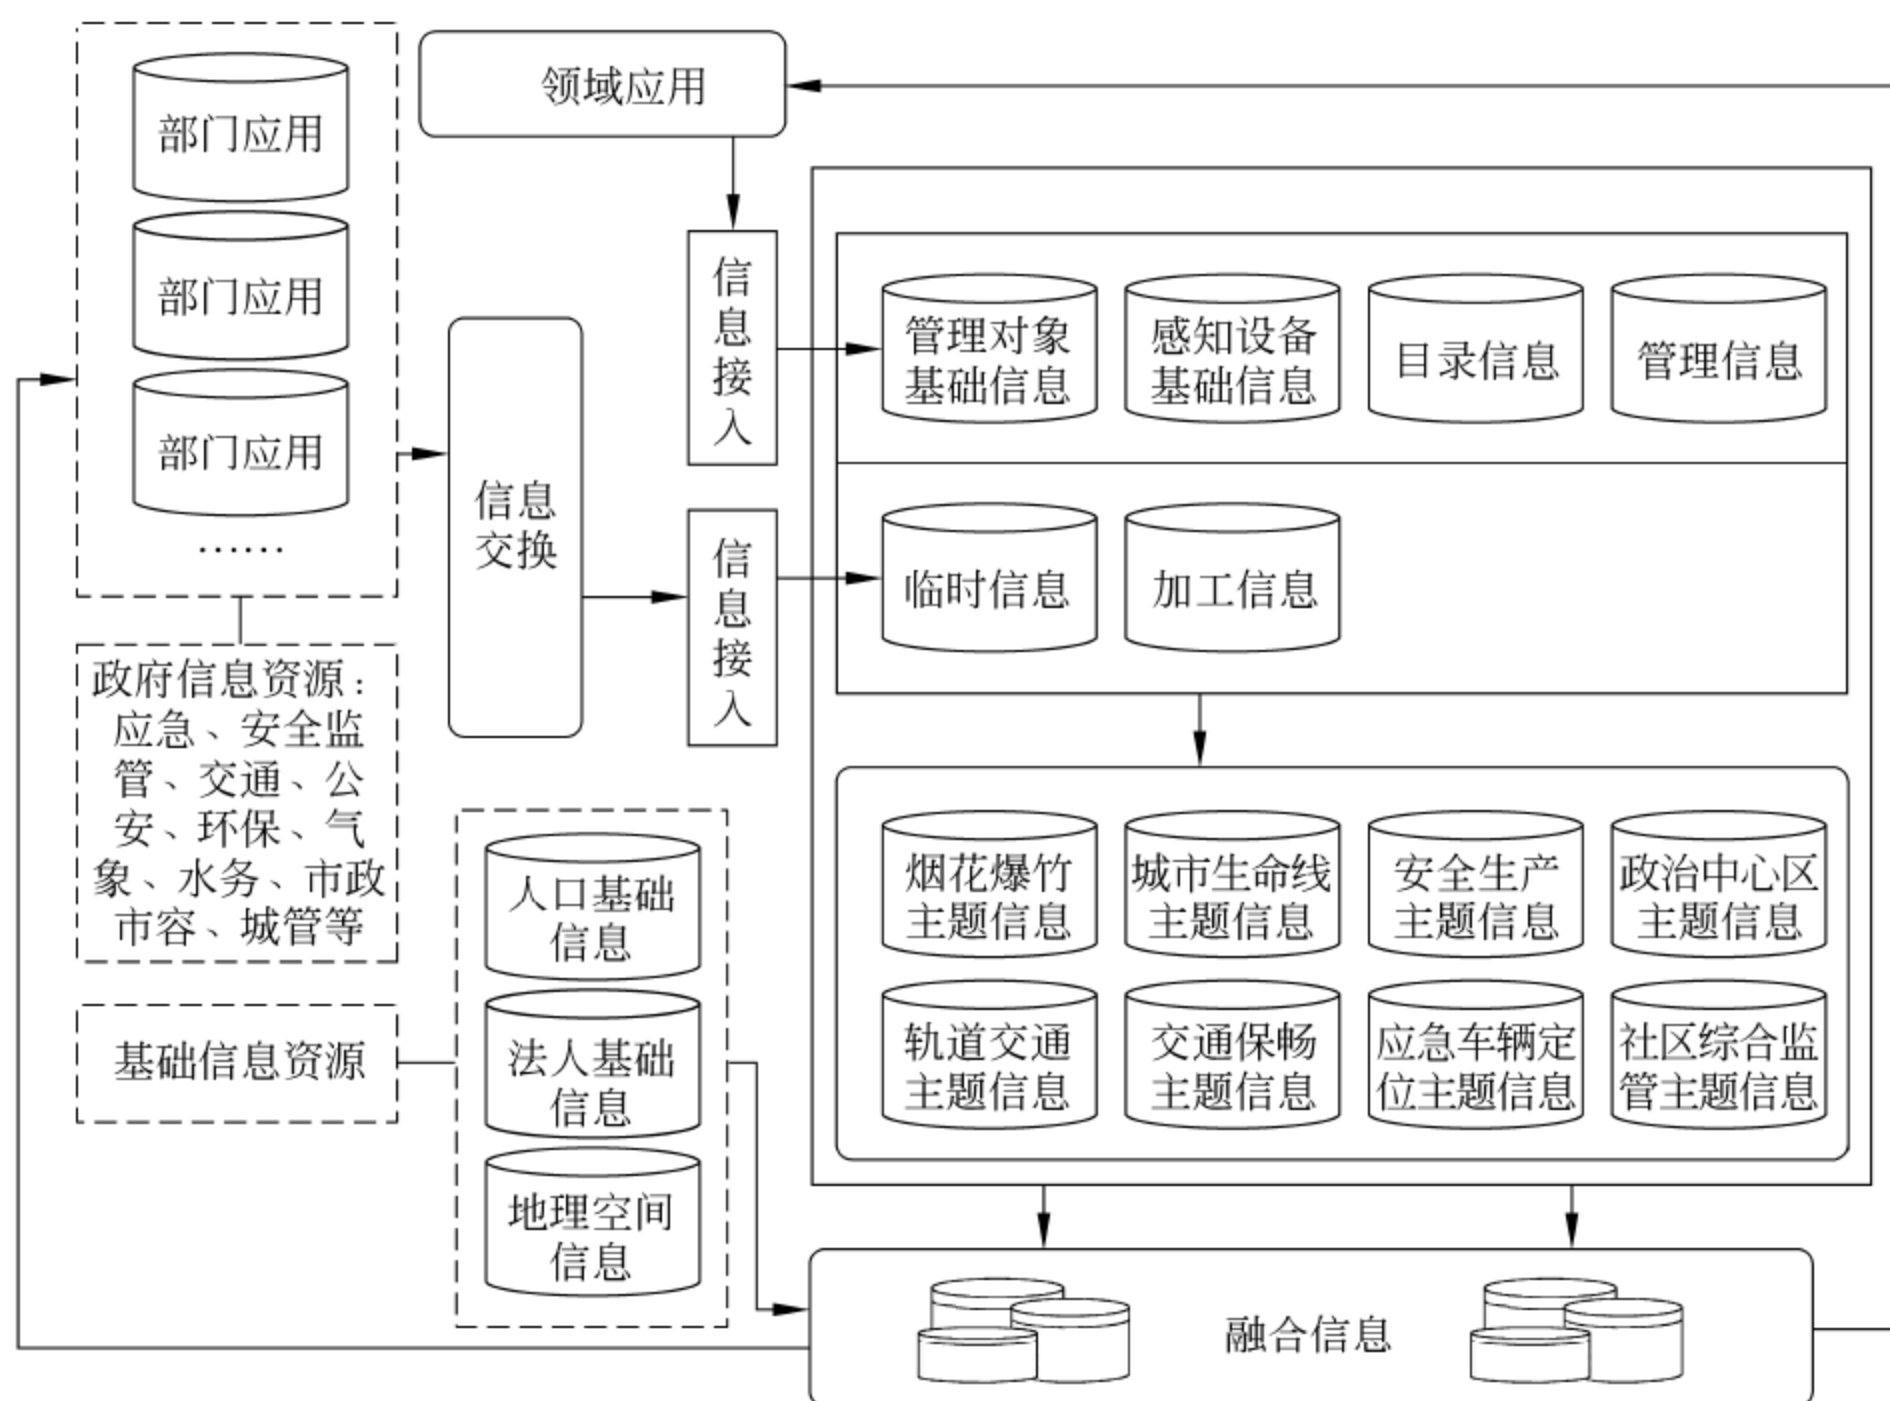 部门应用
部门应用
部门应用
……
政府信息资源：
应急、安全监
管、交通、公
安、环保、气
象、水务、市政
市容、城管等
基础信息资源
领域应用
信息
交换
信
息
接
入
信
息
接
入
人口基础
信息
法人基础
信息
地理空间
信息
管理对象
基础信息
感知设备
基础信息
目录信息
管理信息
临时信息
加工信息
烟花爆竹
主题信息
城市生命线
主题信息
安全生产
主题信息
政治中心区
主题信息
轨道交通
主题信息
交通保畅
主题信息
应急车辆定
位主题信息
社区综合监
管主题信息
融合信息